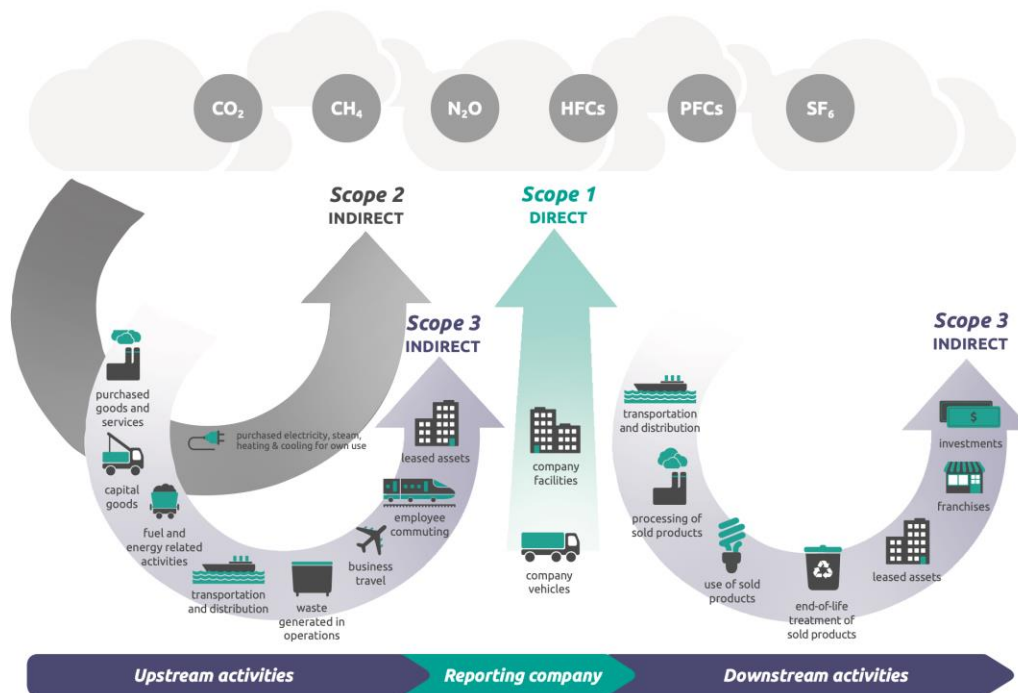 CO₂
CH₄
N₂O
HFCs
PFCs
SF₆
Scope 2
INDIRECT
Scope 1
DIRECT
Scope 3
INDIRECT
Scope 3
INDIRECT
purchased
goods and
services
capital
goods
fuel and
energy related
activities
transportation
and distribution
waste
generated in
operations
business
travel
employee
commuting
leased assets
purchased electricity, steam,
heating & cooling for own use
company
facilities
company
vehicles
transportation
and distribution
processing of
sold products
use of sold
products
end-of-life
treatment of
sold products
leased assets
franchises
$
investments
Upstream activities
Reporting company
Downstream activities